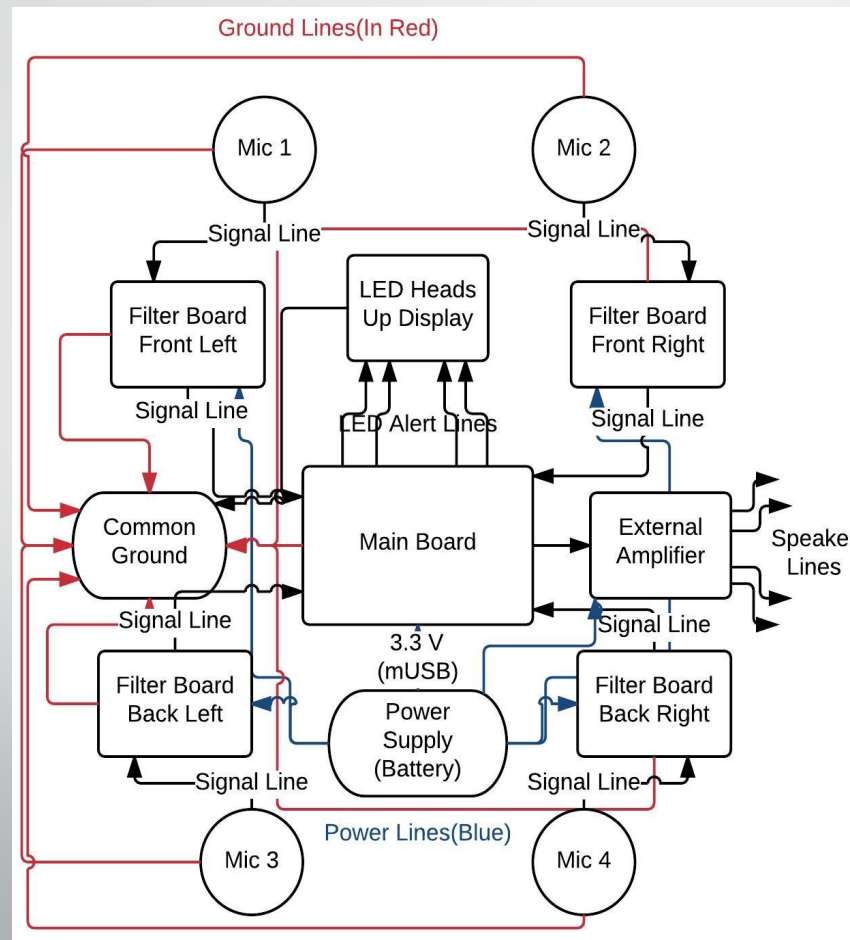 Ground Lines(In Red)
Mic 1
Mic 2
Signal Line
Signal Line
LED Heads
Up Display
Filter Board
Front Left
Filter Board
Front Right
Signal Line
LED Alert Lines
Signal Line
Common
Ground
Main Board
External
Amplifier
Speake
Lines
Signal Line
3.3 V
(mUSB)
Signal Line
Filter Board
Back Left
Power
Supply
(Battery)
Filter Board
Back Right
Signal Line
Signal Line
Power Lines(Blue)
Mic 3
Mic 4